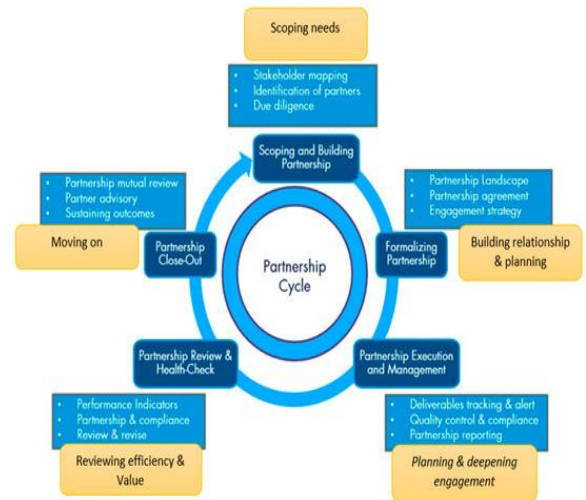 Scoping needs
• Stakeholder mapping
• Identification of partners
• Due diligence
Scoping and Building
Partnership
• Partnership Landscape
• Partnership agreement
• Engagement strategy
Formalizing
Partnership
Building relationship
& planning
Partnership Execution
and Management
• Deliverables tracking & alert
• Quality control & compliance
• Partnership reporting
Planning & deepening
engagement
Partnership Review &
Health-Check
• Performance Indicators
• Partnership & compliance
• Review & revise
Reviewing efficiency &
Value
• Partnership mutual review
• Partner advisory
• Sustaining outcomes
Moving on
Partnership
Close-Out
Partnership
Cycle